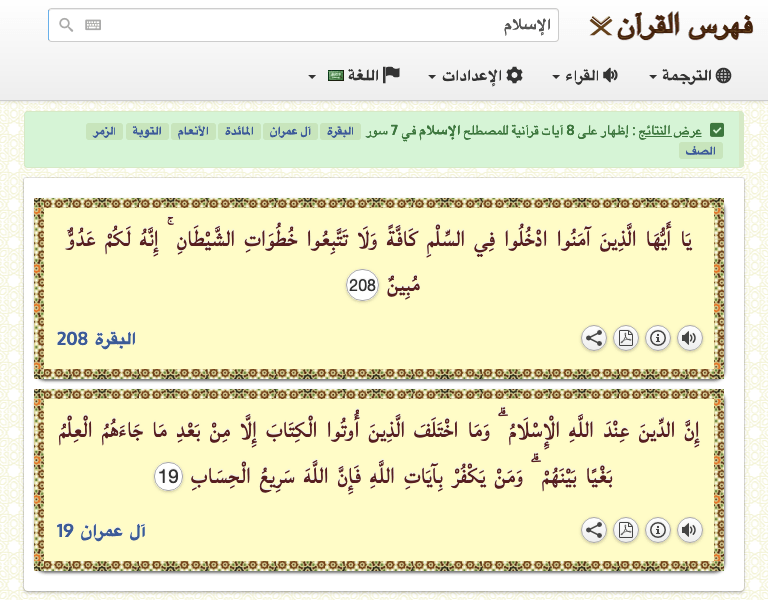 فهرس القرآن
الإسلام
الترجمة القراء الإعدادات اللغة
عرض النتائج : إظهار على 8 آيات قرآنية للمصطلح الإسلام في 7 سور البقرة آل عمران المائدة الأنعام التوبة الزمر
الصف
يَا أَيُّهَا الَّذِينَ آمَنُوا ادْخُلُوا فِي السِّلْمِ كَافَّةً وَلَا تَتَّبِعُوا خُطُوَاتِ الشَّيْطَانِ ۚ إِنَّهُ لَكُمْ عَدُوٌّ
مُبِينٌ 208
البقرة 208
إِنَّ الدِّينَ عِنْدَ اللَّهِ الْإِسْلَامُ ۗ وَمَا اخْتَلَفَ الَّذِينَ أُوتُوا الْكِتَابَ إِلَّا مِنْ بَعْدِ مَا جَاءَهُمُ الْعِلْمُ
بَغْيًا بَيْنَهُمْ ۗ وَمَنْ يَكْفُرْ بِآيَاتِ اللَّهِ فَإِنَّ اللَّهَ سَرِيعُ الْحِسَابِ 19
آل عمران 19